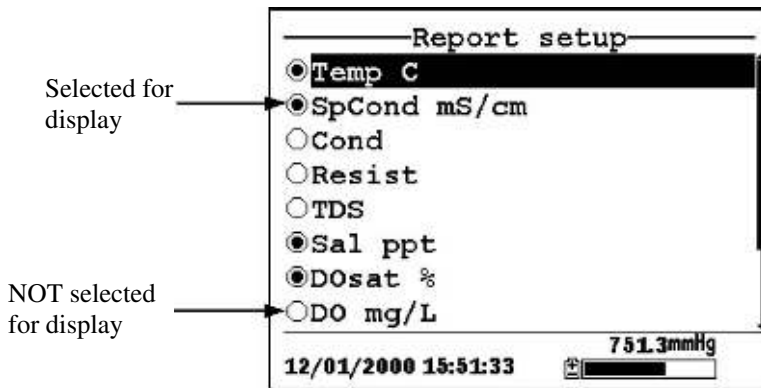 Report setup
Temp C
Selected for
display
SpCond mS/cm
Cond
Resist
TDS
Sal ppt
DOsat %
NOT selected
for display
DO mg/L
751.3mmHg
12/01/2000 15:51:33